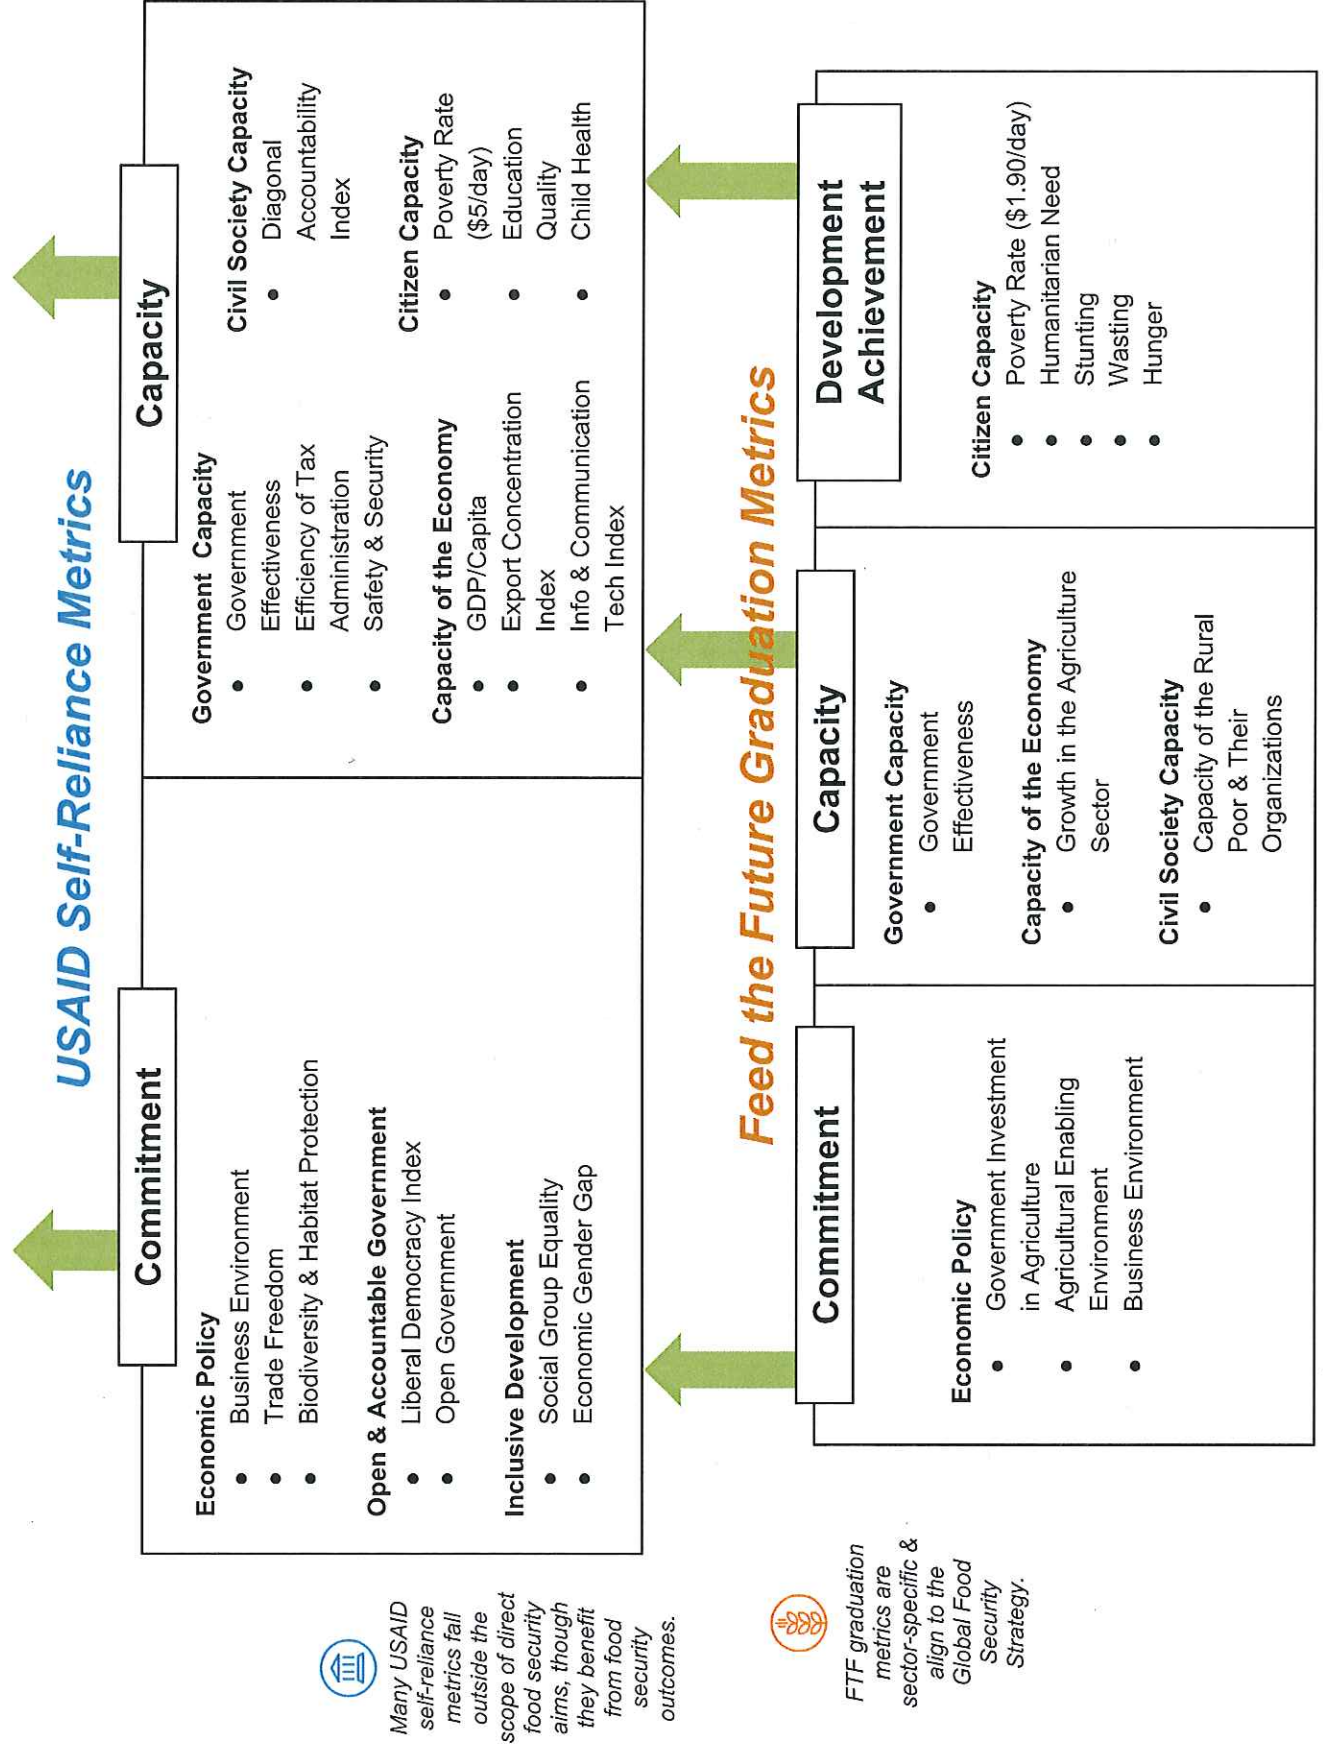 USAID Self-Reliance Metrics
Commitment
Economic Policy
• Business Environment
• Trade Freedom
• Biodiversity & Habitat Protection
Open & Accountable Government
• Liberal Democracy Index
• Open Government
Inclusive Development
• Social Group Equality
• Economic Gender Gap
Capacity
Government Capacity
• Government
Effectiveness
• Efficiency of Tax
Administration
• Safety & Security
Capacity of the Economy
• GDP/Capita
• Export Concentration
Index
• Info & Communication
Tech Index
Civil Society Capacity
• Diagonal
Accountability
Index
Citizen Capacity
• Poverty Rate
($5/day)
• Education
Quality
• Child Health
Many USAID
self-reliance
metrics fall
outside the
scope of direct
food security
aims, though
they benefit
from food
security
outcomes.
Feed the Future Graduation Metrics
Commitment
Economic Policy
• Government Investment
in Agriculture
• Agricultural Enabling
Environment
• Business Environment
Capacity
Government Capacity
• Government
Effectiveness
Capacity of the Economy
• Growth in the Agriculture
Sector
Civil Society Capacity
• Capacity of the Rural
Poor & Their
Organizations
Development
Achievement
Citizen Capacity
• Poverty Rate ($1.90/day)
• Humanitarian Need
• Stunting
• Wasting
• Hunger
FTF graduation
metrics are
sector-specific &
align to the
Global Food
Security
Strategy.